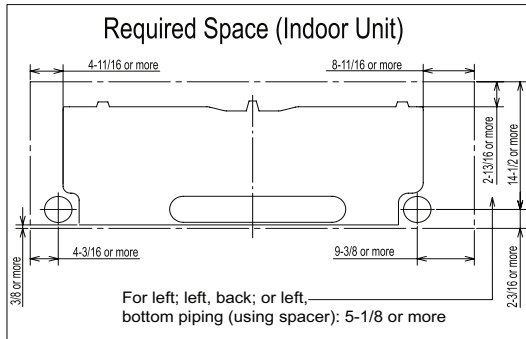 Required Space (Indoor Unit)
4-11/16 or more
8-11/16 or more
2-13/16 or more
14-1/2 or more
3/8 or more
4-3/16 or more
9-3/8 or more
2-3/16 or more
For left; left, back; or left,
bottom piping (using spacer): 5-1/8 or more